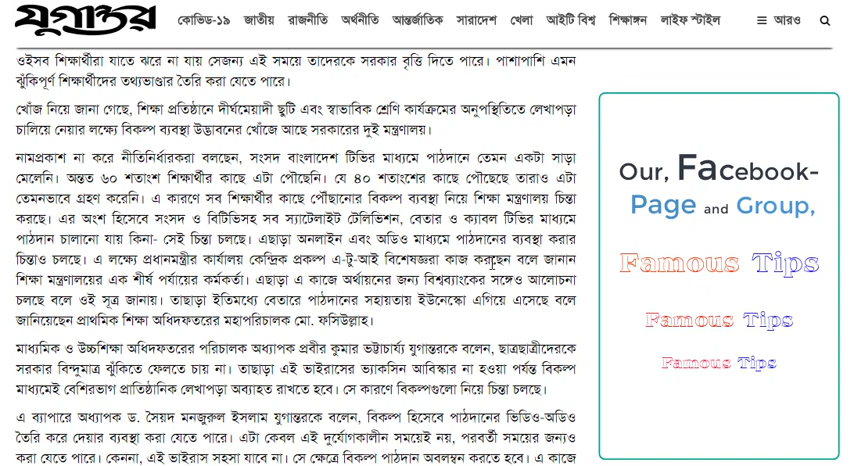 যুগান্তর
কোভিড-১৯ জাতীয় রাজনীতি অর্থনীতি আন্তর্জাতিক সারাদেশ খেলা আইটি বিশ্ব শিক্ষাঙ্গন লাইফ স্টাইল ≡ আরও
ওইসব শিক্ষার্থীরা যাতে ঝরে না যায় সেজন্য এই সময়ে তাদেরকে সরকার বৃত্তি দিতে পারে। পাশাপাশি এমন
ঝুঁকিপূর্ণ শিক্ষার্থীদের তথ্যভাণ্ডার তৈরি করা যেতে পারে।
খোঁজ নিয়ে জানা গেছে, শিক্ষা প্রতিষ্ঠানে দীর্ঘমেয়াদী ছুটি এবং স্বাভাবিক শ্রেণি কার্যক্রমের অনুপস্থিতিতে লেখাপড়া
চালিয়ে নেয়ার লক্ষ্যে বিকল্প ব্যবস্থা উদ্ভাবনের খোঁজে আছে সরকারের দুই মন্ত্রণালয়।
নামপ্রকাশ না করে নীতিনির্ধারকরা বলছেন, সংসদ বাংলাদেশ টিভির মাধ্যমে পাঠদানে তেমন একটা সাড়া
মেলেনি। অন্তত ৬০ শতাংশ শিক্ষার্থীর কাছে এটা পৌছেনি। যে ৪০ শতাংশের কাছে পৌছেছে তারাও এটা
তেমনভাবে গ্রহণ করেনি। এ কারণে সব শিক্ষার্থীর কাছে পৌঁছানোর বিকল্প ব্যবস্থা নিয়ে শিক্ষা মন্ত্রণালয় চিন্তা
করছে। এর অংশ হিসেবে সংসদ ও বিটিভিসহ সব স্যাটেলাইট টেলিভিশন, বেতার ও ক্যাবল টিভির মাধ্যমে
পাঠদান চালানো যায় কিনা- সেই চিন্তা চলছে। এছাড়া অনলাইন এবং অডিও মাধ্যমে পাঠদানের ব্যবস্থা করার
চিন্তাও চলছে। এ লক্ষ্যে প্রধানমন্ত্রীর কার্যালয় কেন্দ্রিক প্রকল্প এ-টু-আই বিশেষজ্ঞরা কাজ করছেন বলে জানান
শিক্ষা মন্ত্রণালয়ের এক শীর্ষ পর্যায়ের কর্মকর্তা। এছাড়া এ কাজে অর্থায়নের জন্য বিশ্বব্যাংকের সঙ্গেও আলোচনা
চলছে বলে ওই সূত্র জানায়। তাছাড়া ইতিমধ্যে বেতারে পাঠদানের সহায়তায় ইউনেস্কো এগিয়ে এসেছে বলে
জানিয়েছেন প্রাথমিক শিক্ষা অধিদফতরের মহাপরিচালক মো. ফসিউল্লাহ।
মাধ্যমিক ও উচ্চশিক্ষা অধিদফতরের পরিচালক অধ্যাপক প্রবীর কুমার ভট্টাচার্য্য যুগান্তরকে বলেন, ছাত্রছাত্রীদেরকে
সরকার বিন্দুমাত্র ঝুঁকিতে ফেলতে চায় না। তাছাড়া এই ভাইরাসের ভ্যাকসিন আবিস্কার না হওয়া পর্যন্ত বিকল্প
মাধ্যমেই বেশিরভাগ প্রাতিষ্ঠানিক লেখাপড়া অব্যাহত রাখতে হবে। সে কারণে বিকল্পগুলো নিয়ে চিন্তা চলছে।
এ ব্যাপারে অধ্যাপক ড. সৈয়দ মনজুরুল ইসলাম যুগান্তরকে বলেন, বিকল্প হিসেবে পাঠদানের ভিডিও-অডিও
তৈরি করে দেয়ার ব্যবস্থা করা যেতে পারে। এটা কেবল এই দুর্যোগকালীন সময়েই নয়, পরবর্তী সময়ের জন্যও
করা যেতে পারে। কেননা, এই ভাইরাস সহসা যাবে না। সে ক্ষেত্রে বিকল্প পাঠদান অবলম্বন করতে হবে। এ কাজে
Our, Facebook-
Page and Group,
Famous Tips
Famous Tips
Famous Tips